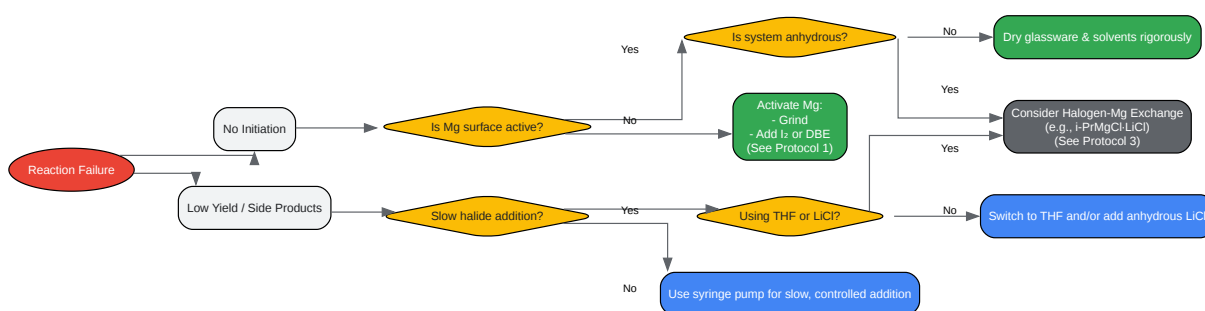 Is system anhydrous?
No
Dry glassware & solvents rigorously
Yes
Yes
Activate Mg:
- Grind
- Add I₂ or DBE
(See Protocol 1)
Consider Halogen-Mg Exchange
(e.g., i-PrMgCl·LiCl)
(See Protocol 3)
No Initiation
Is Mg surface active?
No
Yes
Reaction Failure
Low Yield / Side Products
Slow halide addition?
Yes
Using THF or LiCl?
No
Switch to THF and/or add anhydrous LiCl
No
Use syringe pump for slow, controlled addition